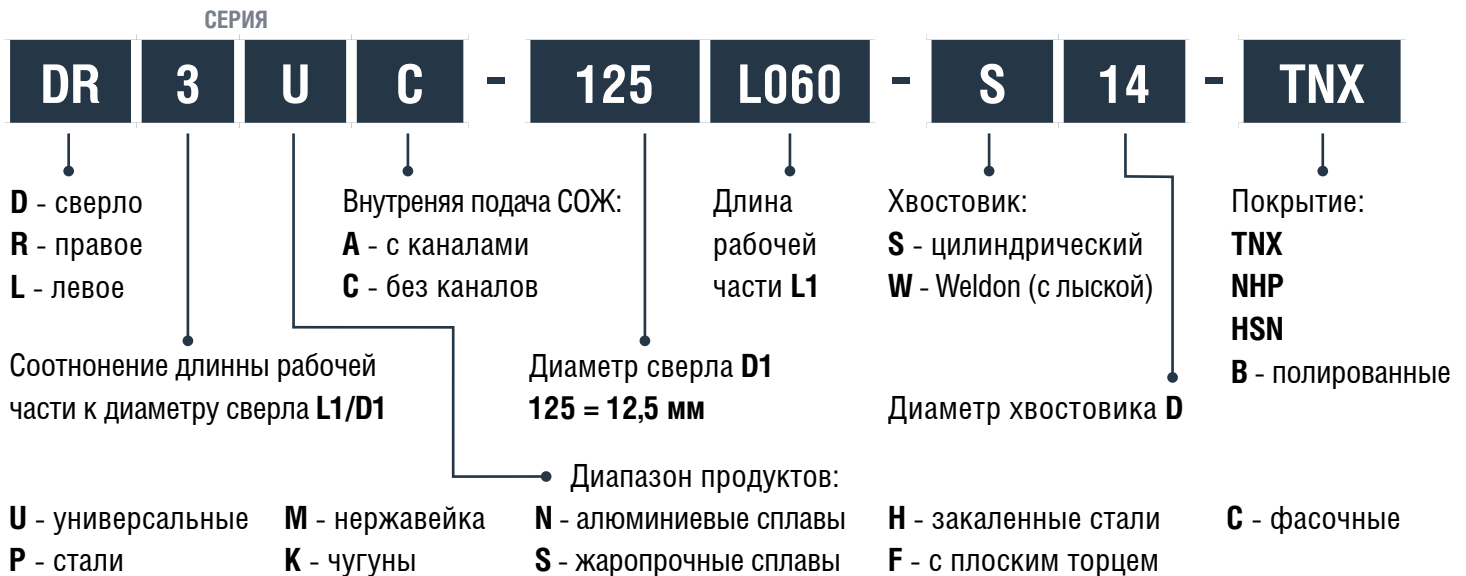 СЕРИЯ
DR 3 U C - 125 L060 - S 14 - TNX
D - сверло
R - правое
L - левое
Внутреняя подача СОЖ:
A - с каналами
C - без каналов
Длина
рабочей
части L1
Хвостовик:
S - цилиндрический
W - Weldon (с лыской)
Покрытие:
TNX
NHP
HSN
B - полированные
Соотнонение длинны рабочей
части к диаметру сверла L1/D1
Диаметр сверла D1
125 = 12,5 мм
Диаметр хвостовика D
Диапазон продуктов:
U - универсальные
P - стали
M - нержавейка
K - чугуны
N - алюминиевые сплавы
S - жаропрочные сплавы
H - закаленные стали
F - с плоским торцем
C - фасочные